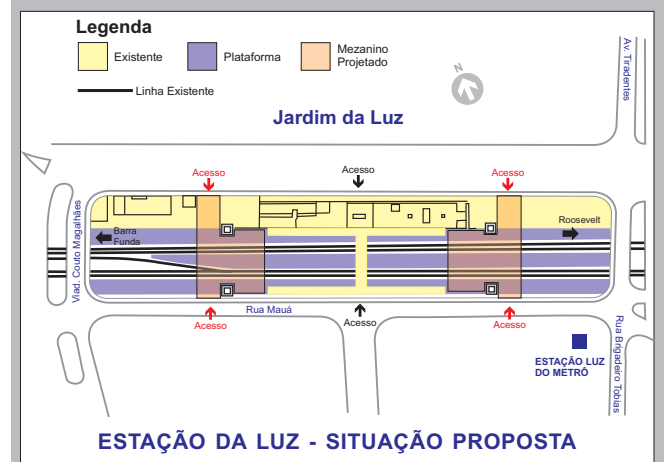 Legenda
Existente
Plataforma
Mezanino
Projetado
Linha Existente
N
Av. Tiradentes
Jardim da Luz
Acesso
Acesso
Acesso
Viad. Couto Magalhães
Barra
Funda
Roosevelt
Rua Mauá
Acesso
Acesso
Acesso
Rua Brigadeiro Tobias
ESTAÇÃO LUZ
DO METRÔ
ESTAÇÃO DA LUZ - SITUAÇÃO PROPOSTA